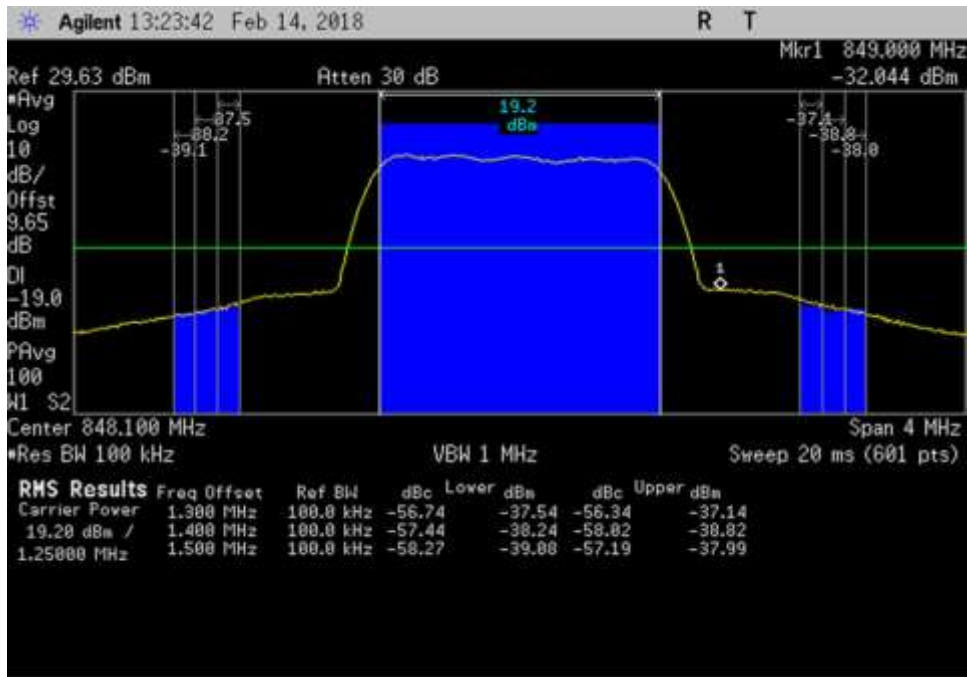 Agilent 13:23:42 Feb 14, 2018 R T
Mkr1 849.000 MHz
Ref 29.63 dBm Atten 30 dB -32.044 dBm
*Avg
Log
10
dB/
Offst
9.65
dB
DI
-19.0
dBm
PAvg
100
W1 S2
19.2
dBm
-87.5
-88.2
-39.1
-37.1
-38.8
-38.0
1
Center 848.100 MHz Span 4 MHz
*Res BW 100 kHz VBW 1 MHz Sweep 20 ms (601 pts)
RMS Results Freq Offset Ref BW dBc Lower dBm dBc Upper dBm
Carrier Power 1.300 MHz 100.0 kHz -56.74 -37.54 -56.34 -37.14
19.20 dBm / 1.400 MHz 100.0 kHz -57.44 -38.24 -58.02 -38.82
1.25000 MHz 1.500 MHz 100.0 kHz -58.27 -39.08 -57.19 -37.99